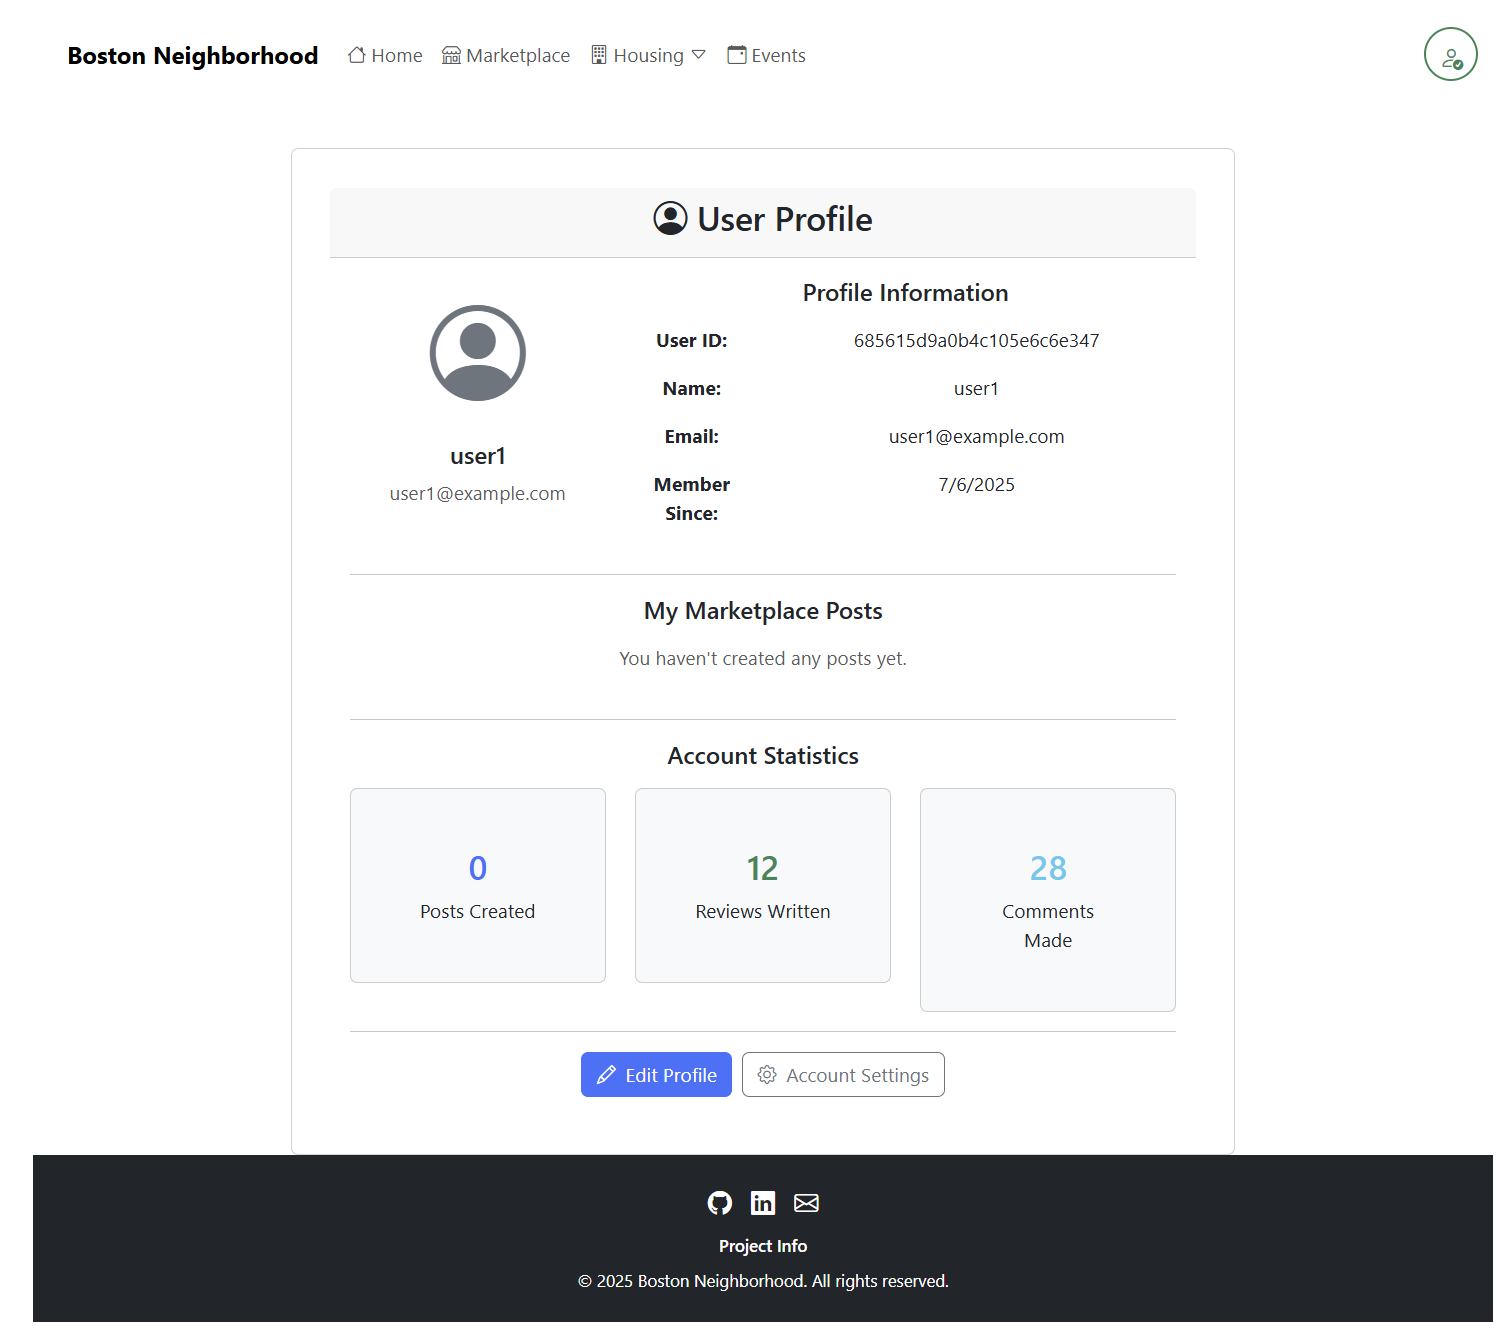 Boston Neighborhood Home Marketplace Housing Events
User Profile
Profile Information
User ID: 685615d9a0b4c105e6c6e347
Name: user1
Email: user1@example.com
Member Since: 7/6/2025
user1
user1@example.com
My Marketplace Posts
You haven't created any posts yet.
Account Statistics
0
Posts Created
12
Reviews Written
28
Comments
Made
Edit Profile
Account Settings
Project Info
© 2025 Boston Neighborhood. All rights reserved.